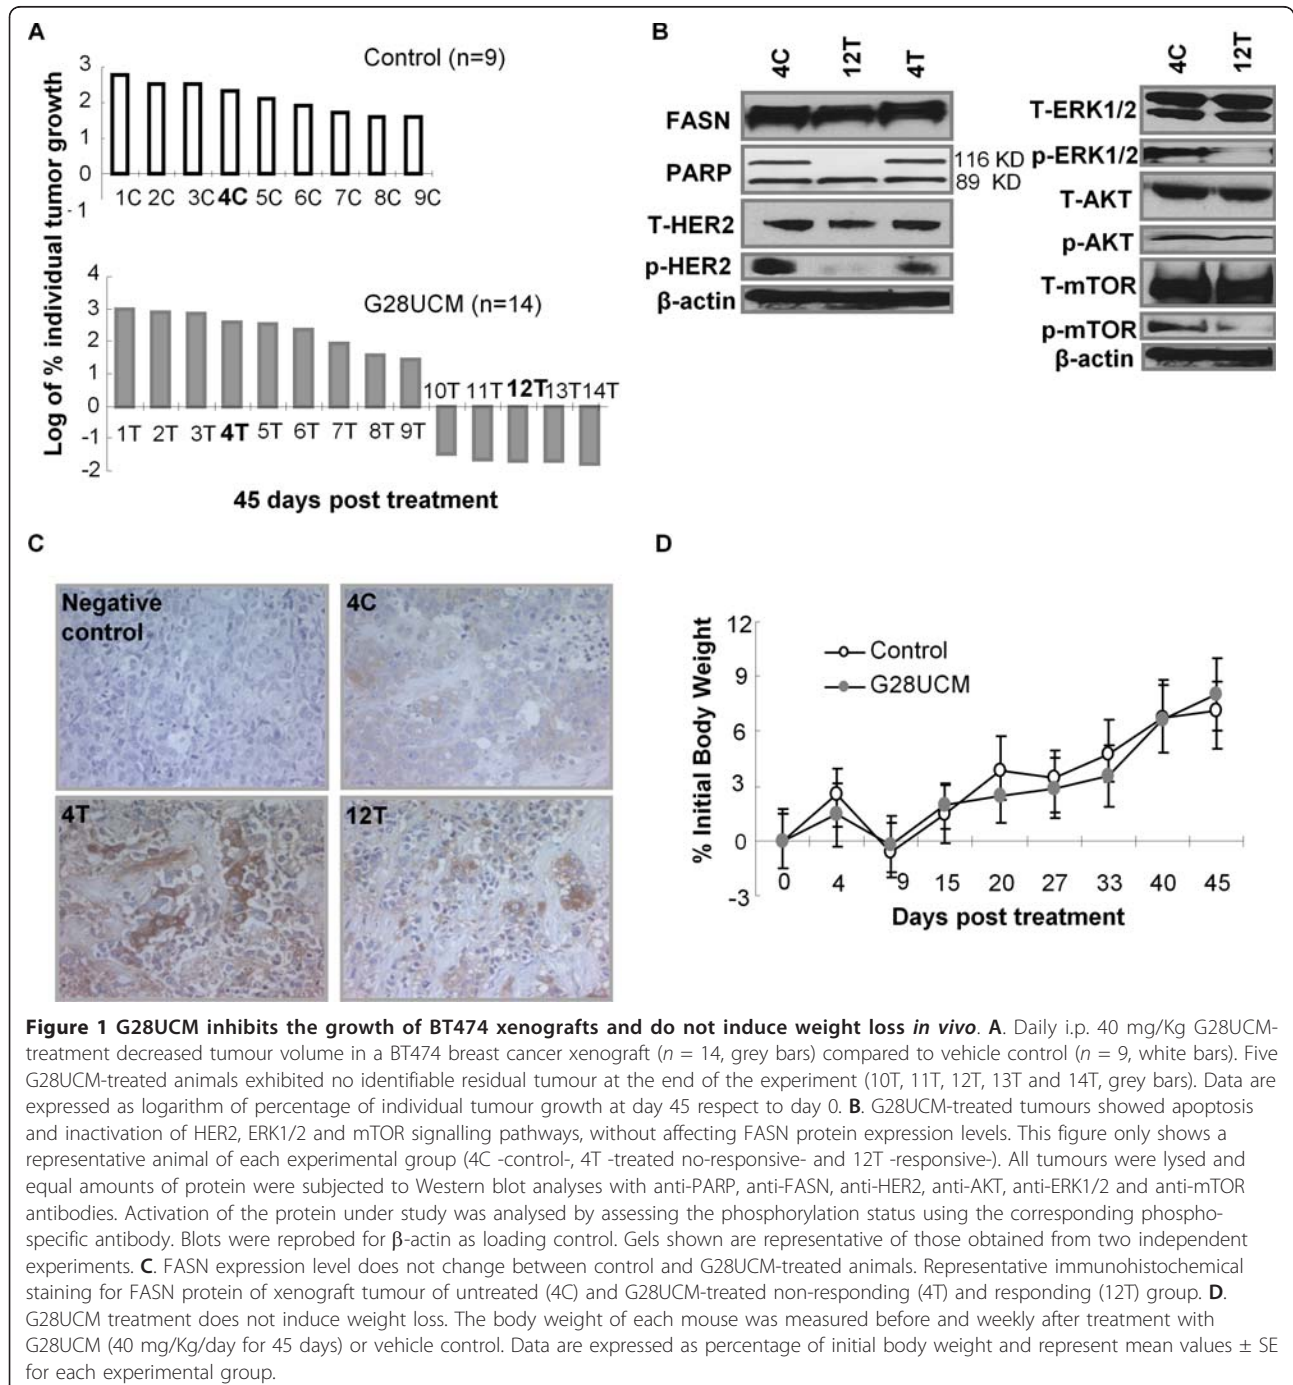 A
Control (n=9)
3
2
1
0
- 1
1C 2C 3C 4C 5C 6C 7C 8C 9C
Log of % individual tumor growth
4
3
2
1
0
-1
-2
G28UCM (n=14)
10T 11T 12T 13T 14T
1T 2T 3T 4T 5T 6T 7T 8T 9T
45 days post treatment
B
4C 12T 4T
FASN
PARP
116 KD
89 KD
T-HER2
p-HER2
β-actin
4C 12T
T-ERK1/2
p-ERK1/2
T-AKT
p-AKT
T-mTOR
p-mTOR
β-actin
C
Negative
control
4C
4T
12T
D
% Initial Body Weight
12
9
6
3
0
-3
Control
G28UCM
0 4 9 15 20 27 33 40 45
Days post treatment
Figure 1 G28UCM inhibits the growth of BT474 xenografts and do not induce weight loss in vivo. A. Daily i.p. 40 mg/Kg G28UCM-
treatment decreased tumour volume in a BT474 breast cancer xenograft (n = 14, grey bars) compared to vehicle control (n = 9, white bars). Five
G28UCM-treated animals exhibited no identifiable residual tumour at the end of the experiment (10T, 11T, 12T, 13T and 14T, grey bars). Data are
expressed as logarithm of percentage of individual tumour growth at day 45 respect to day 0. B. G28UCM-treated tumours showed apoptosis
and inactivation of HER2, ERK1/2 and mTOR signalling pathways, without affecting FASN protein expression levels. This figure only shows a
representative animal of each experimental group (4C -control-, 4T -treated no-responsive- and 12T -responsive-). All tumours were lysed and
equal amounts of protein were subjected to Western blot analyses with anti-PARP, anti-FASN, anti-HER2, anti-AKT, anti-ERK1/2 and anti-mTOR
antibodies. Activation of the protein under study was analysed by assessing the phosphorylation status using the corresponding phospho-
specific antibody. Blots were reprobed for β-actin as loading control. Gels shown are representative of those obtained from two independent
experiments. C. FASN expression level does not change between control and G28UCM-treated animals. Representative immunohistochemical
staining for FASN protein of xenograft tumour of untreated (4C) and G28UCM-treated non-responding (4T) and responding (12T) group. D.
G28UCM treatment does not induce weight loss. The body weight of each mouse was measured before and weekly after treatment with
G28UCM (40 mg/Kg/day for 45 days) or vehicle control. Data are expressed as percentage of initial body weight and represent mean values ± SE
for each experimental group.